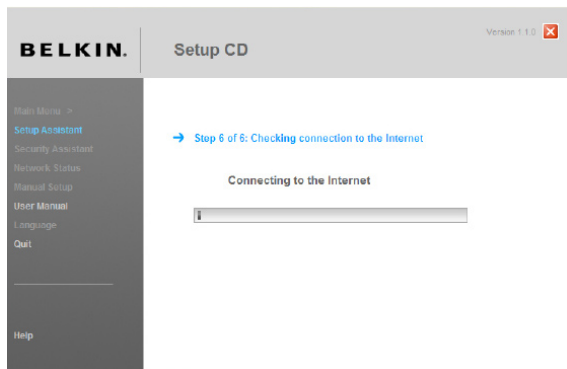 BELKIN.
Setup CD
Version 1.1.0
Main Menu >
Setup Assistant
Security Assistant
Network Status
Manual Setup
User Manual
Language
Quit
Help
Step 6 of 6: Checking connection to the Internet
Connecting to the Internet